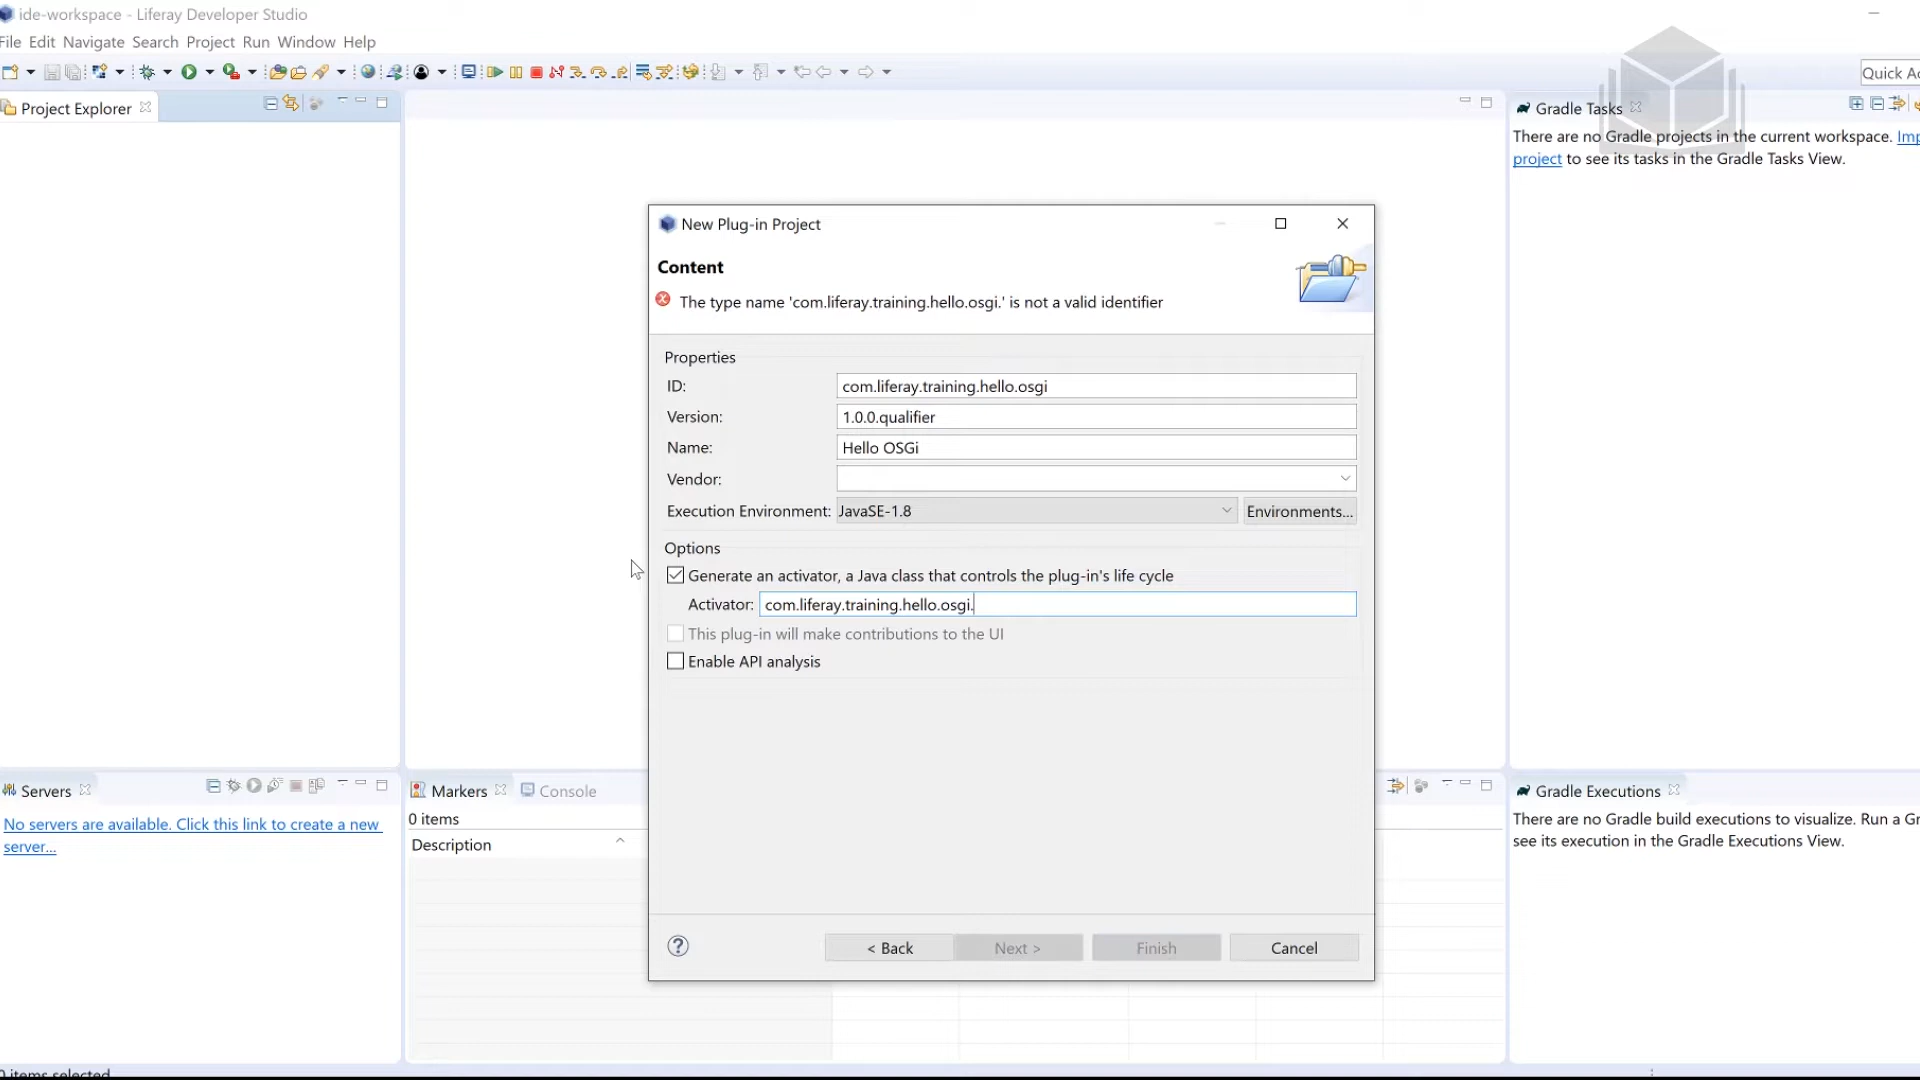 ide-workspace - Liferay Developer Studio
File Edit Navigate Search Project Run Window Help
Quick
Project Explorer
Gradle Tasks
There are no Gradle projects in the current workspace.
project to see its tasks in the Gradle Tasks View.
New Plug-in Project
Content
The type name 'com.liferay.training.hello.osgi.' is not a valid identifier
Properties
ID: com.liferay.training.hello.osgi
Version: 1.0.0.qualifier
Name: Hello OSGi
Vendor:
Execution Environment: JavaSE-1.8 Environments...
Options
Generate an activator, a Java class that controls the plug-in's life cycle
Activator: com.liferay.training.hello.osgi.
This plug-in will make contributions to the UI
Enable API analysis
< Back Next > Finish Cancel
Servers
No servers are available. Click this link to create a new
server...
Markers Console
0 items
Description
Gradle Executions
There are no Gradle build executions to visualize. Run a
see its execution in the Gradle Executions View.
0 items selected